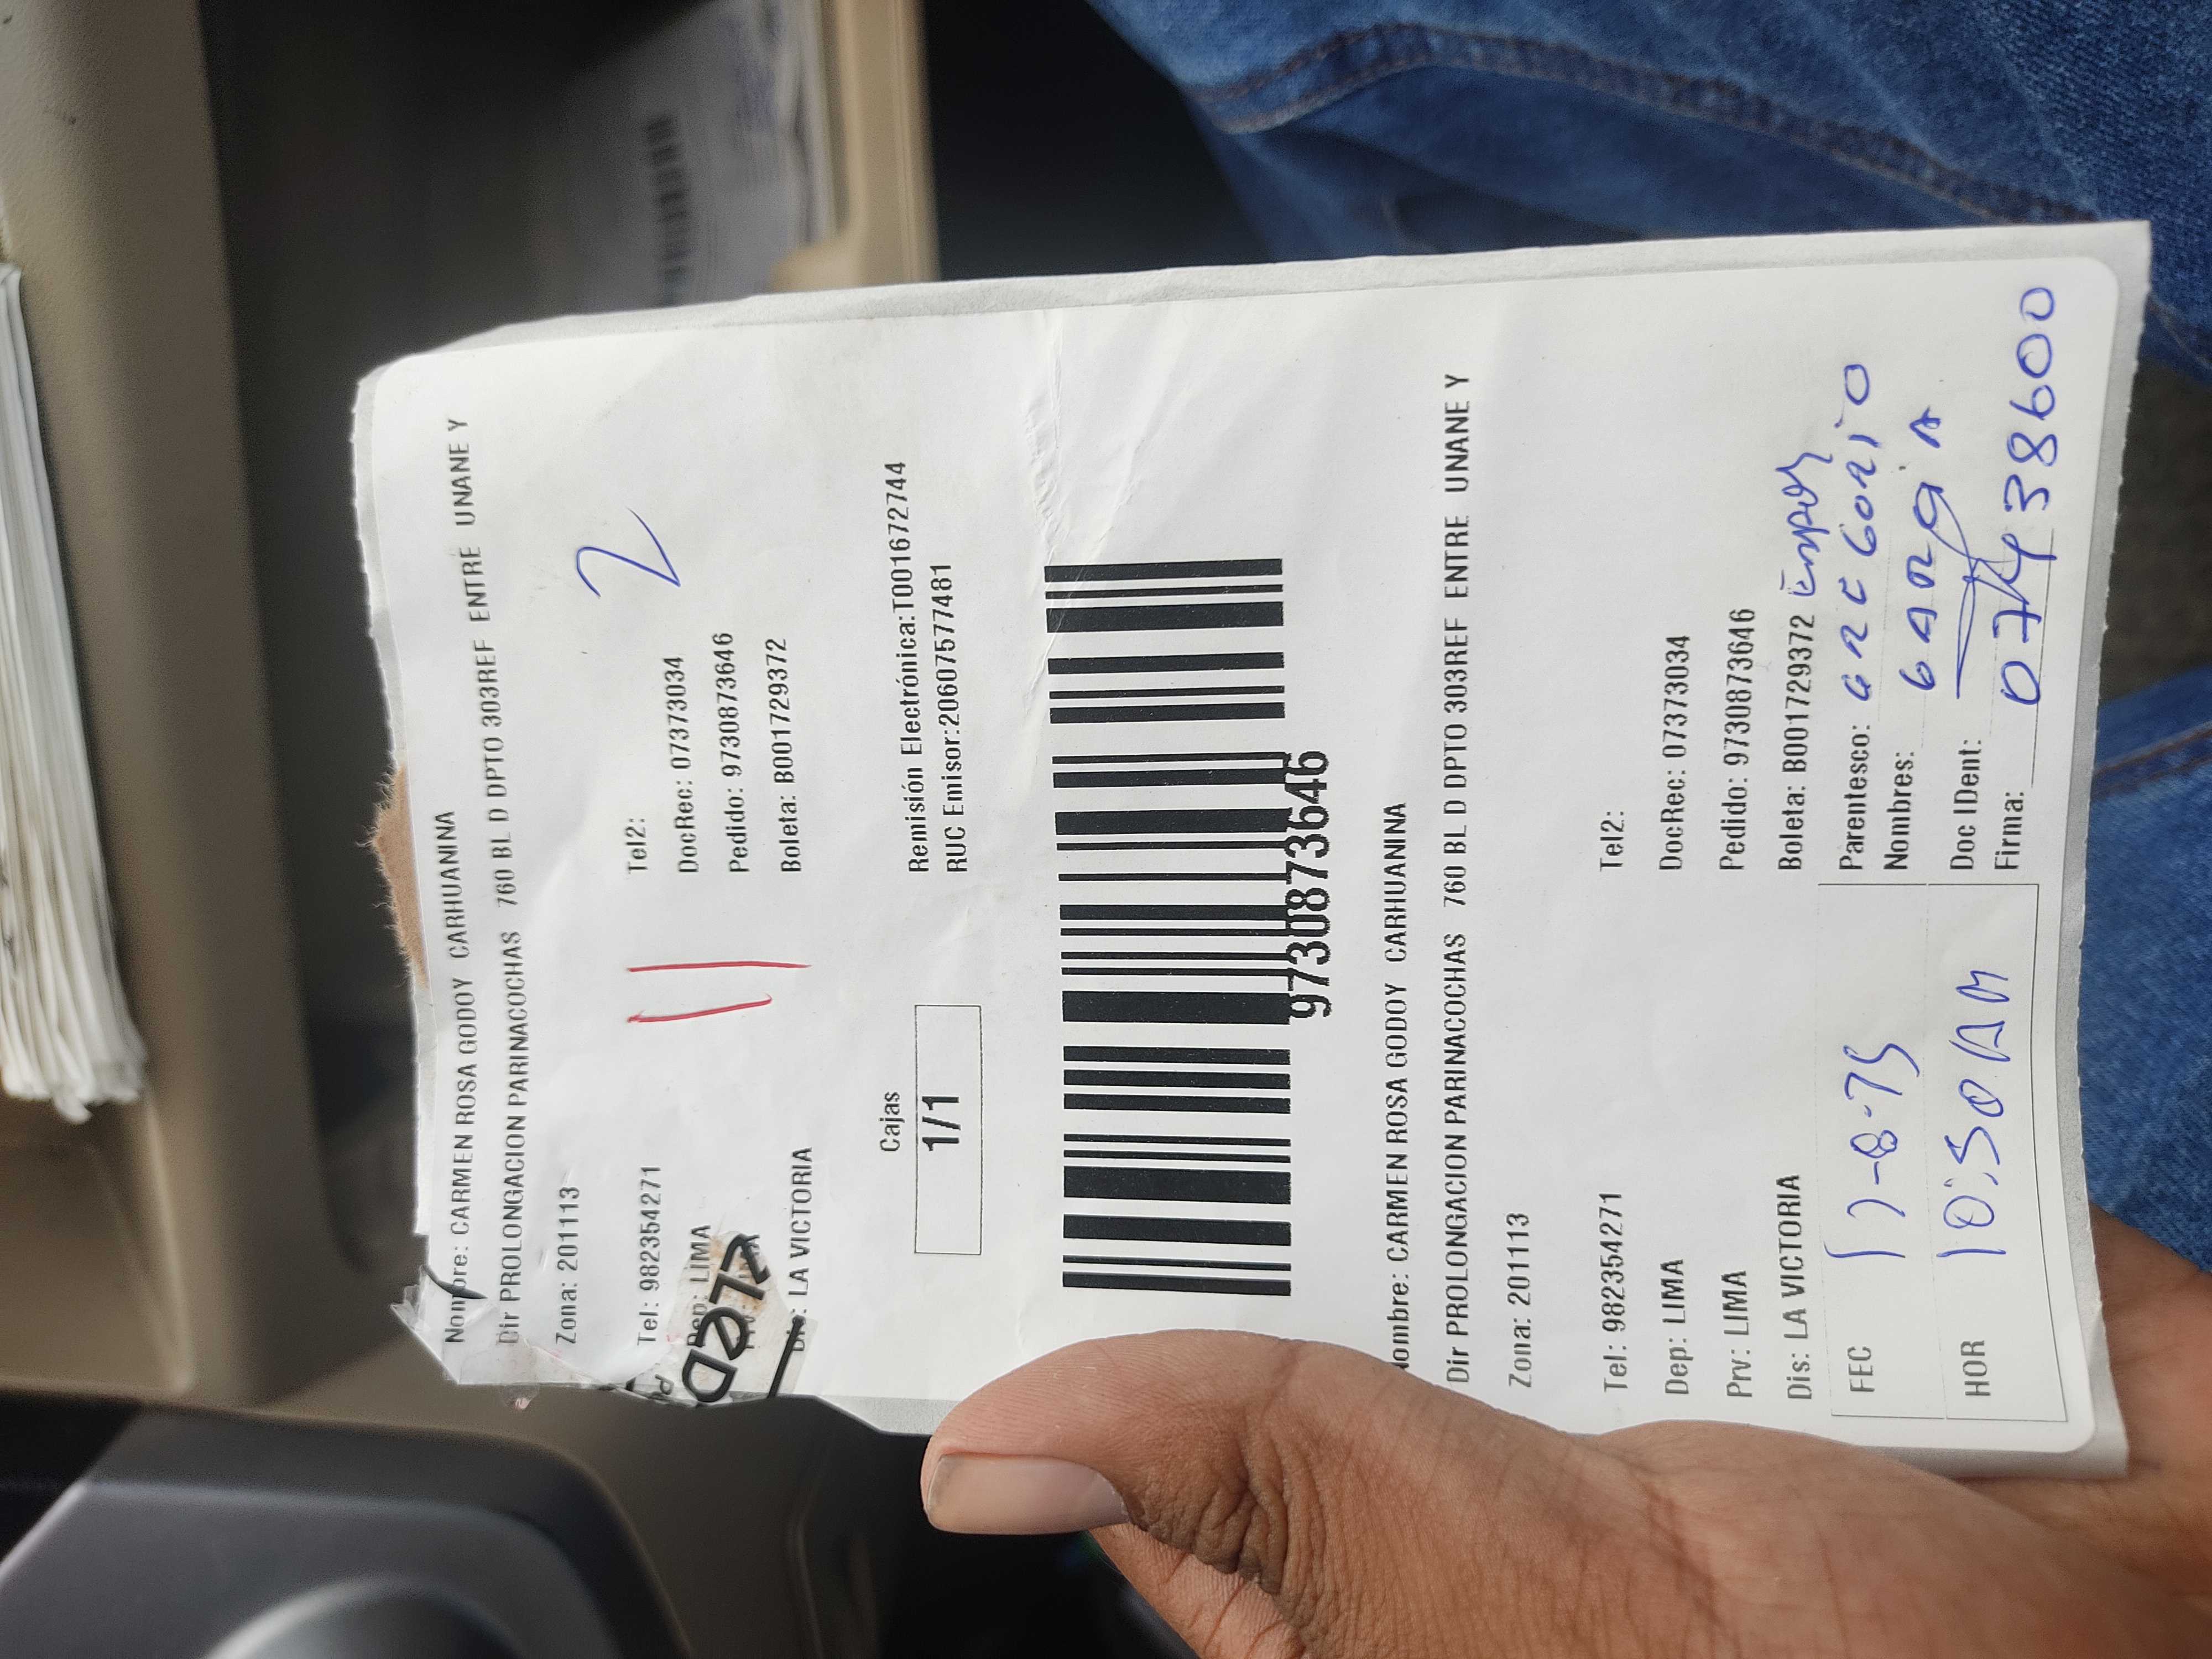 Nombre: CARMEN ROSA GODOY CARHUANINA
Dir PROLONGACION PARINACOCHAS 760 BL D DPTO 303REF ENTRE UNANE Y
Zona: 201113
2
Tel: 982354271 Tel2:
Dep: LIMA DocRec: 07373034
Pedido: 9730873646
Dis: LA VICTORIA Boleta: B001729372
Cajas
1/1
Remisión Electrónica:T001672744
RUC Emisor:20607577481
9730873646
ombre: CARMEN ROSA GODOY CARHUANINA
Dir PROLONGACION PARINACOCHAS 760 BL D DPTO 303REF ENTRE UNANE Y
Zona: 201113
Tel: 982354271 Tel2:
Dep: LIMA DocRec: 07373034
Prv: LIMA Pedido: 9730873646
Dis: LA VICTORIA Boleta: B001729372
FEC Parentesco: GREGORIO
Nombres: GARCIA
HOR 10:50 AM Doc IDent:
Firma: 07438600